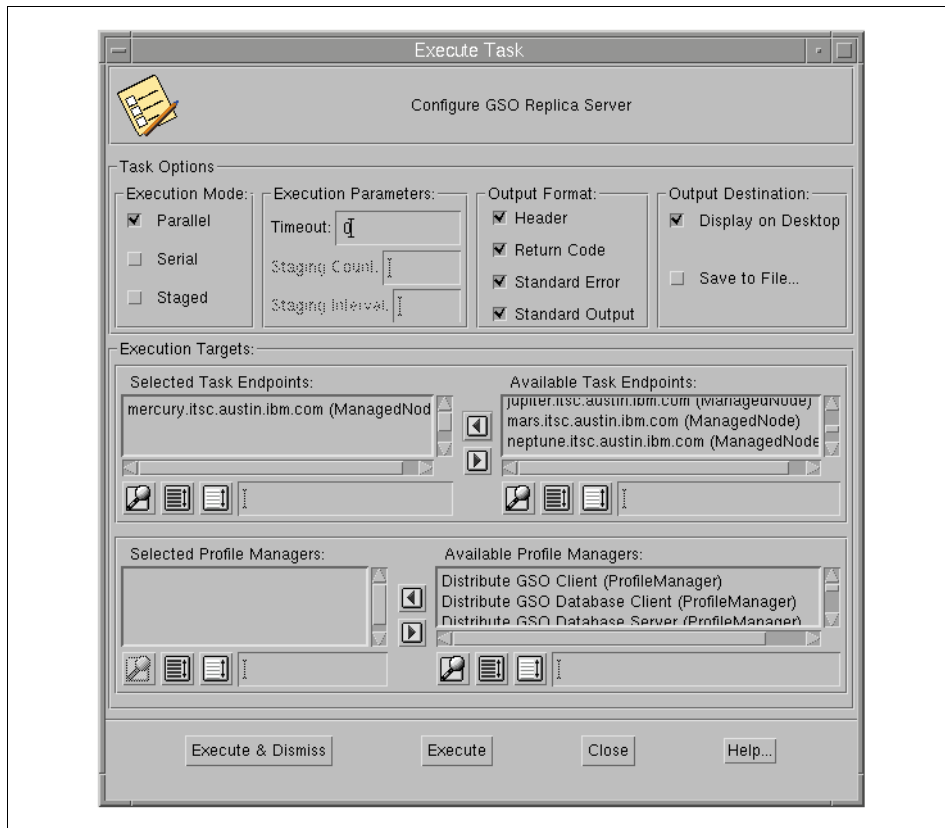 Execute Task
Configure GSO Replica Server
Task Options
Execution Mode:
Parallel
Serial
Staged
Execution Parameters:
Timeout: 0
Staging Count.
Staging Interval.
Output Format:
Header
Return Code
Standard Error
Standard Output
Output Destination:
Display on Desktop
Save to File...
Execution Targets:
Selected Task Endpoints:
mercury.itsc.austin.ibm.com (ManagedNod
Available Task Endpoints:
jupiter.itsc.austin.ibm.com (ManagedNode)
mars.itsc.austin.ibm.com (ManagedNode)
neptune.itsc.austin.ibm.com (ManagedNode
Selected Profile Managers:
Available Profile Managers:
Distribute GSO Client (ProfileManager)
Distribute GSO Database Client (ProfileManager)
Distribute GSO Database Server (ProfileManager)
Execute & Dismiss
Execute
Close
Help...